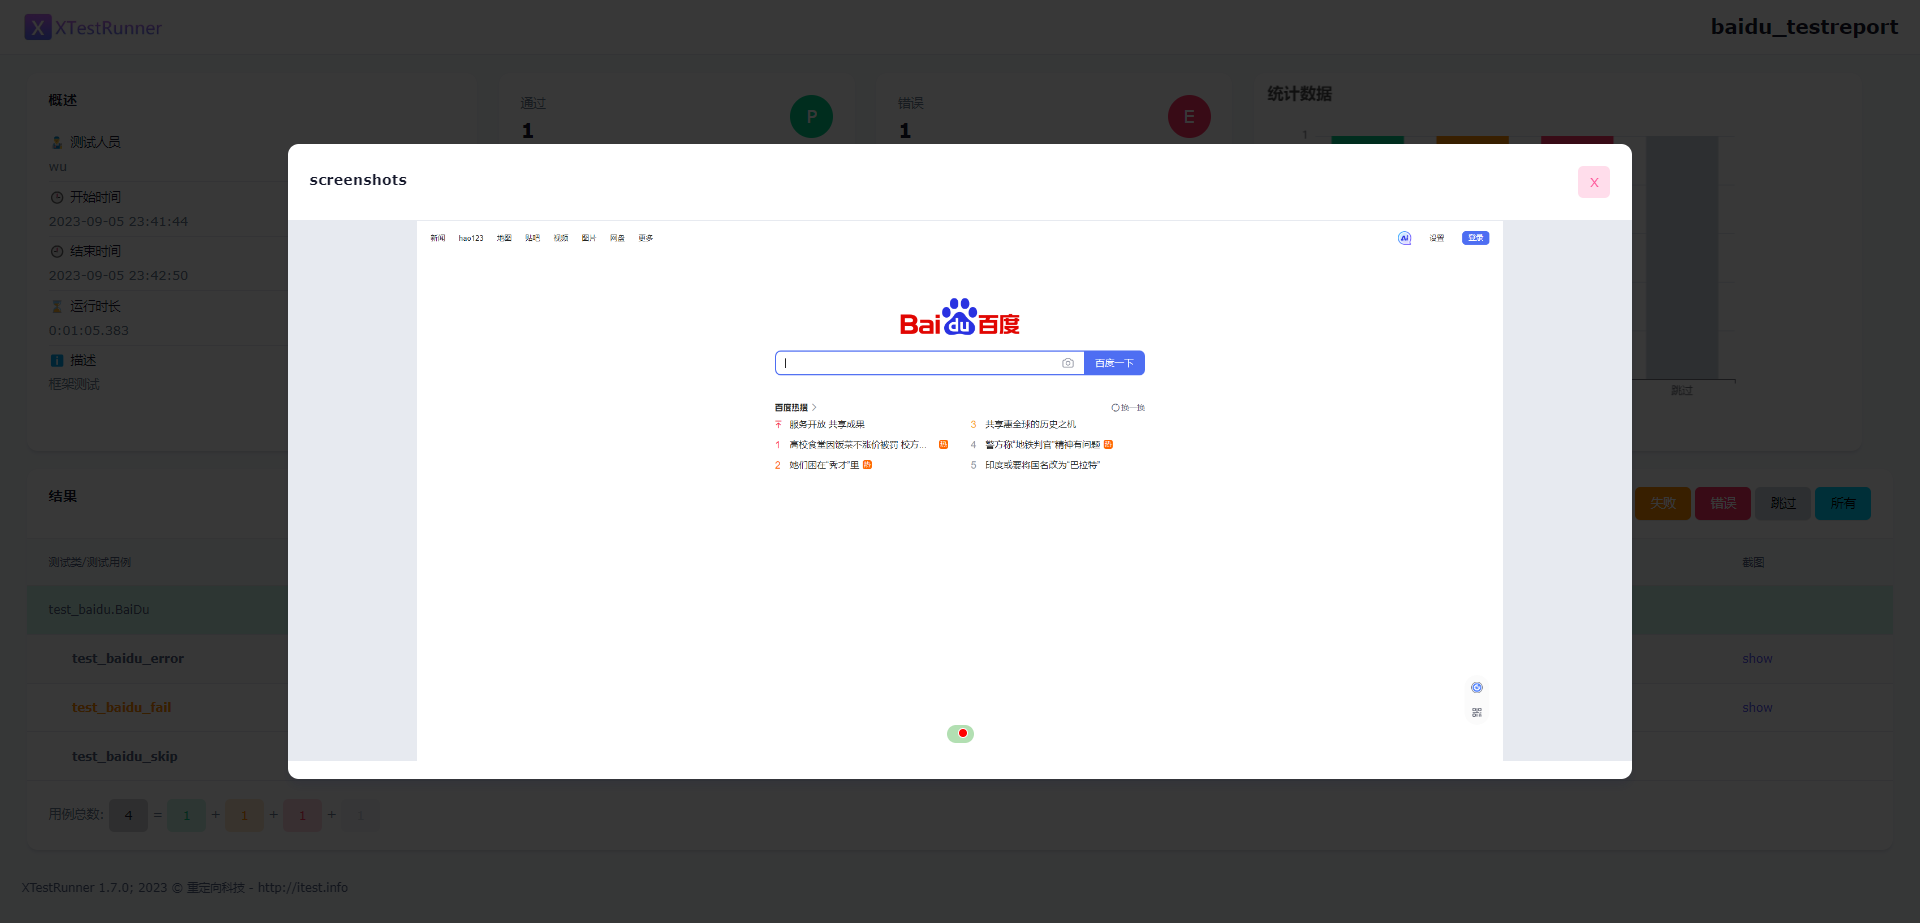 X XTestRunner
baidu_testreport
概述
测试人员
wu
开始时间
2023-09-05 23:41:44
结束时间
2023-09-05 23:42:50
运行时长
0:01:05.383
描述
框架测试
通过
1
P
错误
1
E
统计数据
1
跳过
screenshots
X
新闻 hao123 地图 贴吧 视频 图片 网盘 更多
设置 登录
Bai du 百度
百度一下
百度热搜
换一换
服务开放 共享成果
1 高校食堂因饭菜不涨价被罚 校方... 热
2 她们困在“秀才”里 热
3 共享惠全球的历史之机
4 警方称“地铁判官”精神有问题 热
5 印度或要将国名改为“巴拉特”
结果
失败 错误 跳过 所有
测试类/测试用例
截图
test_baidu.BaiDu
test_baidu_error
show
test_baidu_fail
show
test_baidu_skip
用例总数: 4 = 1 + 1 + 1 + 1
XTestRunner 1.7.0; 2023 © 重定向科技 - http://itest.info